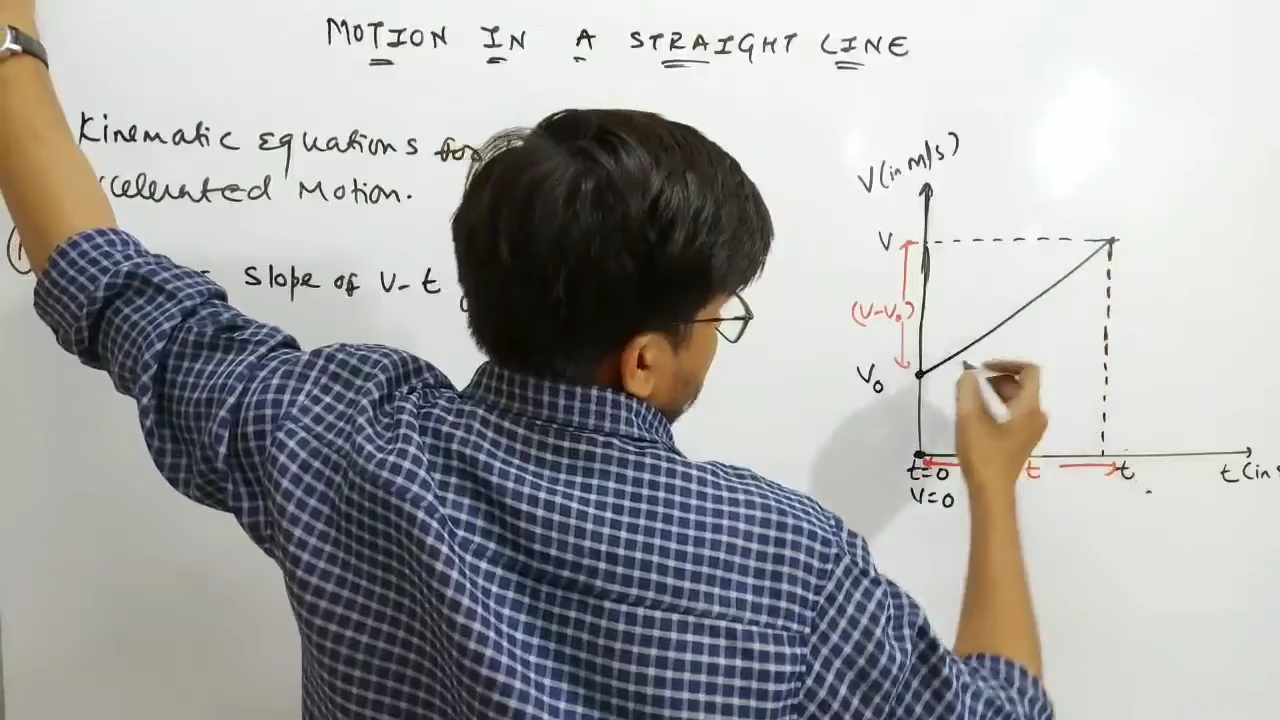 MOTION IN A STRAIGHT LINE
Kinematic Equations for
celerated Motion.
= Slope of V-t
V(in m/s)
V
(V-V₀)
V₀
t=0
t
t
t(in
V=0